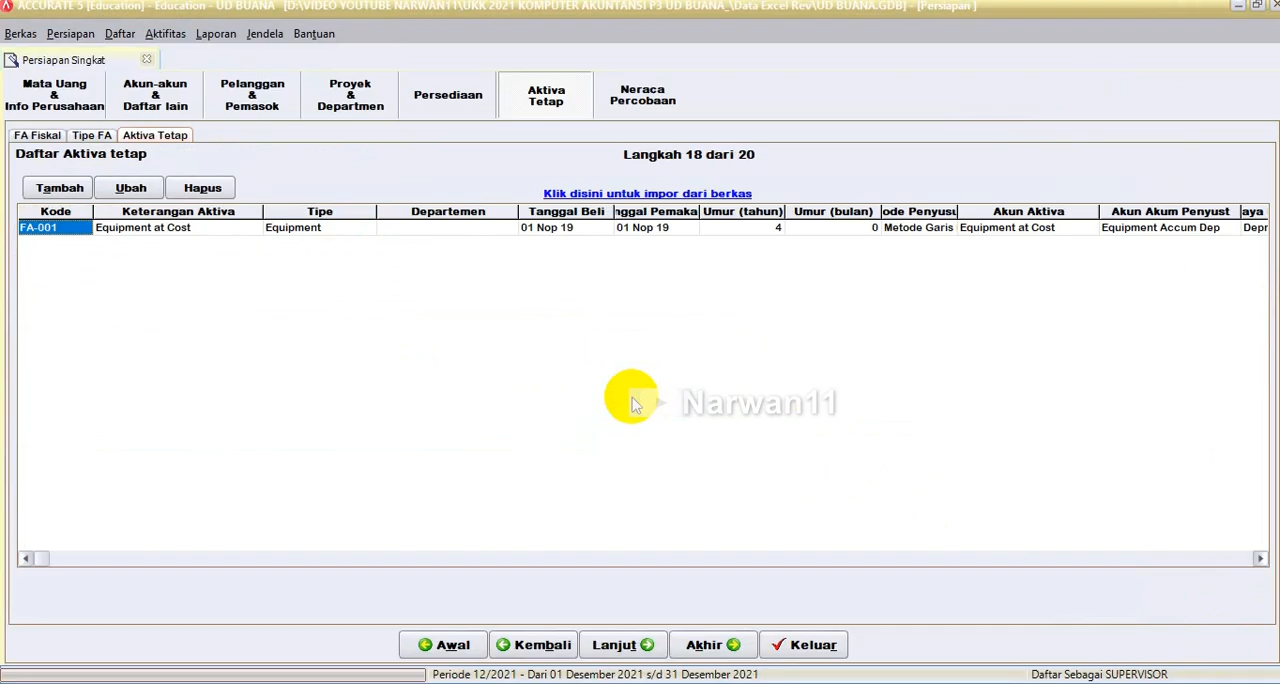 ACCURATE 5 [Education] - Education - UD BUANA [D:\VIDEO YOUTUBE NARWAN11\UKK 2021 KOMPUTER AKUNTANSI P3 UD BUANA_\Data Excel Rev\UD BUANA.GDB] - [Persiapan ]
Berkas Persiapan Daftar Aktifitas Laporan Jendela Bantuan
Persiapan Singkat
Mata Uang & Info Perusahaan
Akun-akun & Daftar lain
Pelanggan & Pemasok
Proyek & Departmen
Persediaan
Aktiva Tetap
Neraca Percobaan
FA Fiskal Tipe FA Aktiva Tetap
Daftar Aktiva tetap Langkah 18 dari 20
Tambah Ubah Hapus
Klik disini untuk impor dari berkas
Kode Keterangan Aktiva Tipe Departemen Tanggal Beli nggal Pemaka Umur (tahun) Umur (bulan) ode Penyusu Akun Aktiva Akun Akum Penyust aya
FA-001 Equipment at Cost Equipment 01 Nop 19 01 Nop 19 4 0 Metode Garis Equipment at Cost Equipment Accum Dep Depr
Narwan11
Awal Kembali Lanjut Akhir Keluar
Periode 12/2021 - Dari 01 Desember 2021 s/d 31 Desember 2021 Daftar Sebagai SUPERVISOR